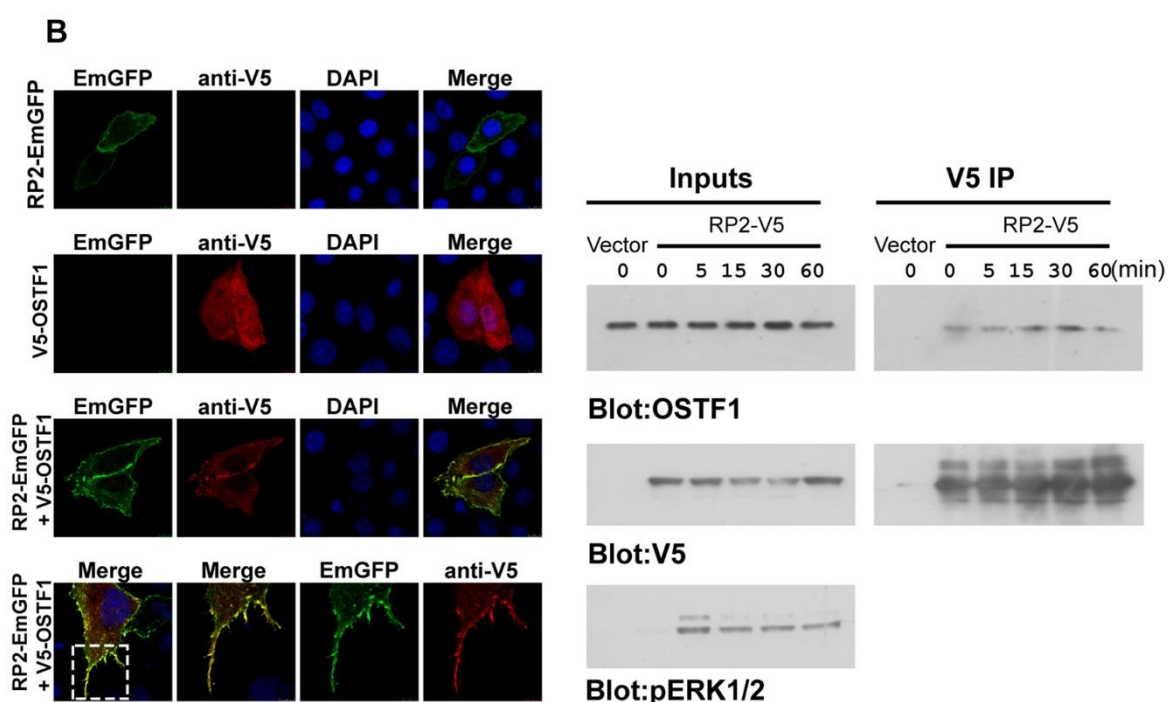 B
EmGFP anti-V5 DAPI Merge
RP2-EmGFP
EmGFP anti-V5 DAPI Merge
V5-OSTF1
EmGFP anti-V5 DAPI Merge
RP2-EmGFP
+ V5-OSTF1
Merge Merge EmGFP anti-V5
RP2-EmGFP
+ V5-OSTF1
Inputs V5 IP
RP2-V5 RP2-V5
Vector Vector
0 0 5 15 30 60 0 0 5 15 30 60(min)
Blot:OSTF1
Blot:V5
Blot:pERK1/2